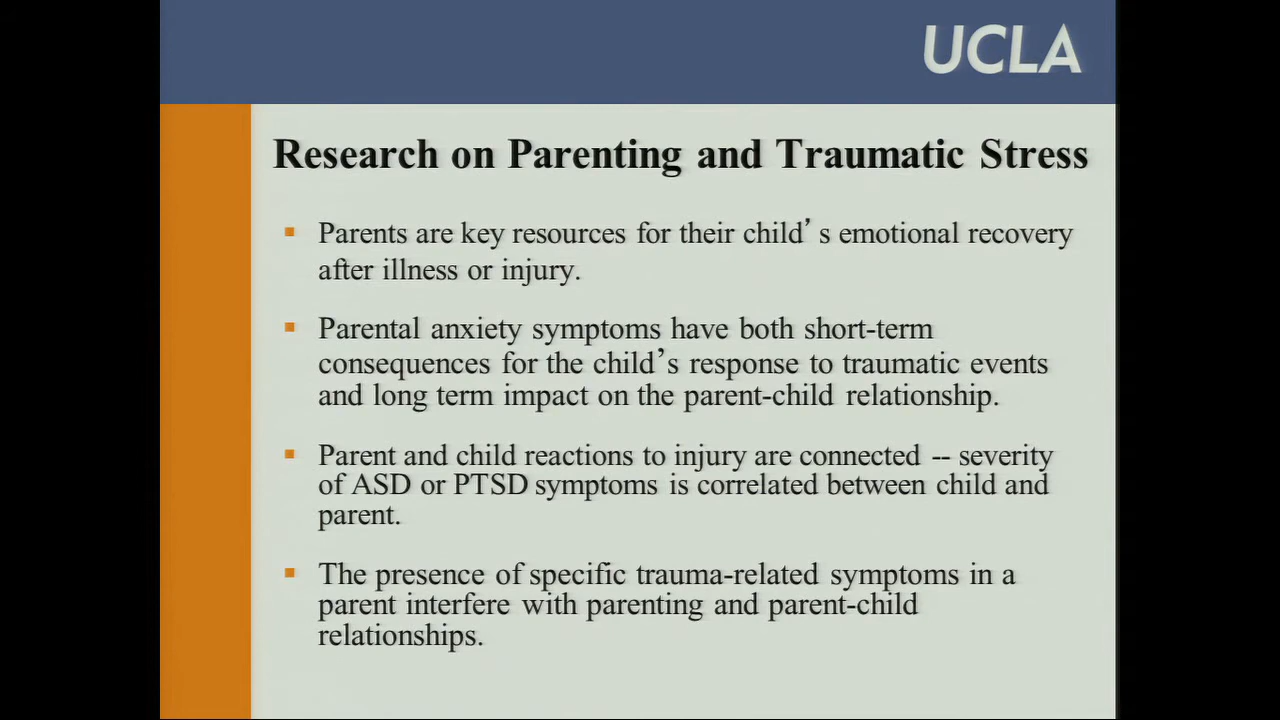 UCLA
Research on Parenting and Traumatic Stress
Parents are key resources for their child’ s emotional recovery
after illness or injury.
Parental anxiety symptoms have both short-term
consequences for the child’s response to traumatic events
and long term impact on the parent-child relationship.
Parent and child reactions to injury are connected -- severity
of ASD or PTSD symptoms is correlated between child and
parent.
The presence of specific trauma-related symptoms in a
parent interfere with parenting and parent-child
relationships.